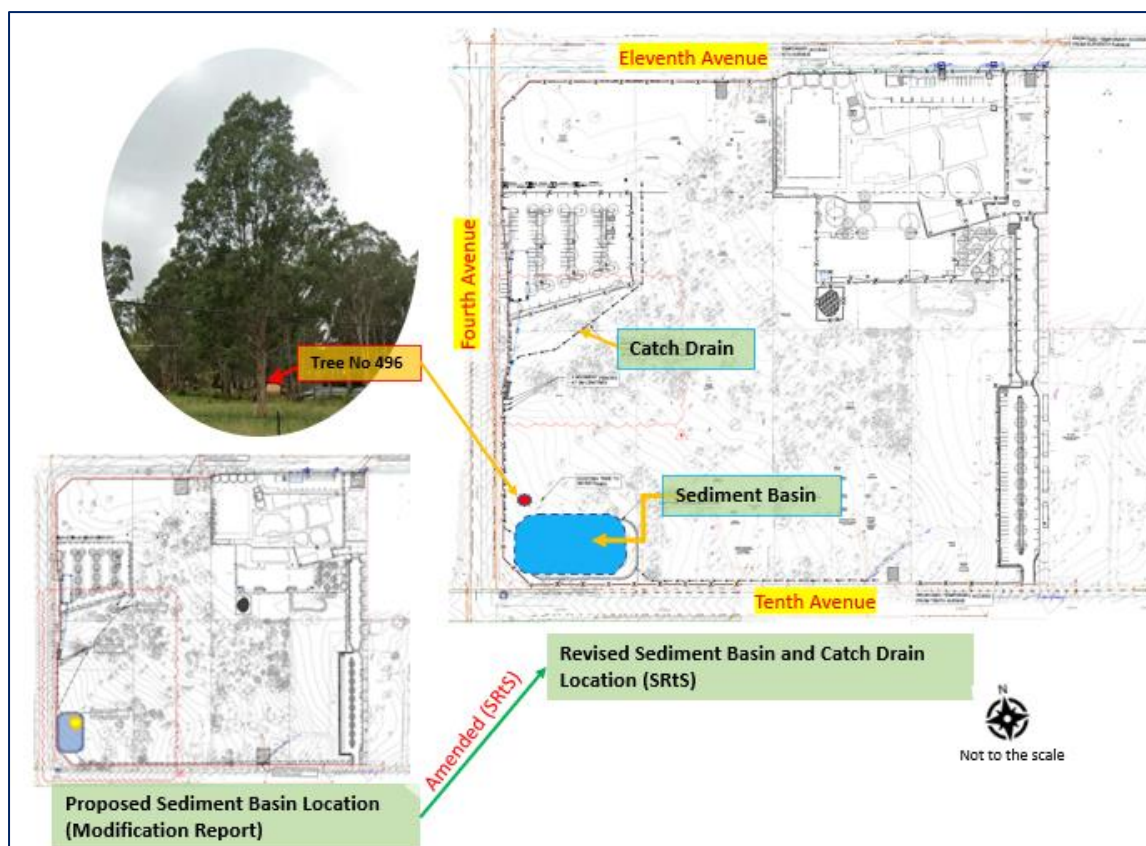 Eleventh Avenue
Fourth Avenue
Catch Drain
Tree No 496
Sediment Basin
Tenth Avenue
Revised Sediment Basin and Catch Drain
Location (SRtS)
Amended (SRtS)
N
Not to the scale
Proposed Sediment Basin Location
(Modification Report)